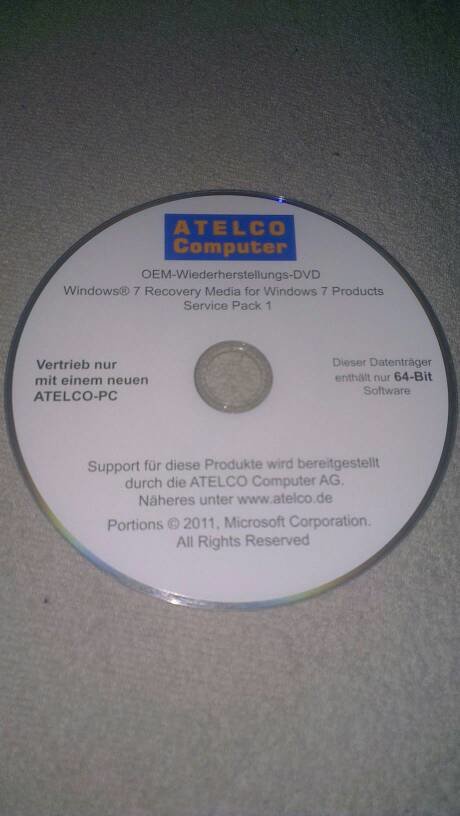 ATELCO
Computer
OEM-Wiederherstellungs-DVD
Windows® 7 Recovery Media for Windows 7 Products
Service Pack 1
Vertrieb nur
mit einem neuen
ATELCO-PC
Dieser Datenträger
enthält nur 64-Bit
Software
Support für diese Produkte wird bereitgestellt
durch die ATELCO Computer AG.
Näheres unter www.atelco.de
Portions © 2011, Microsoft Corporation.
All Rights Reserved